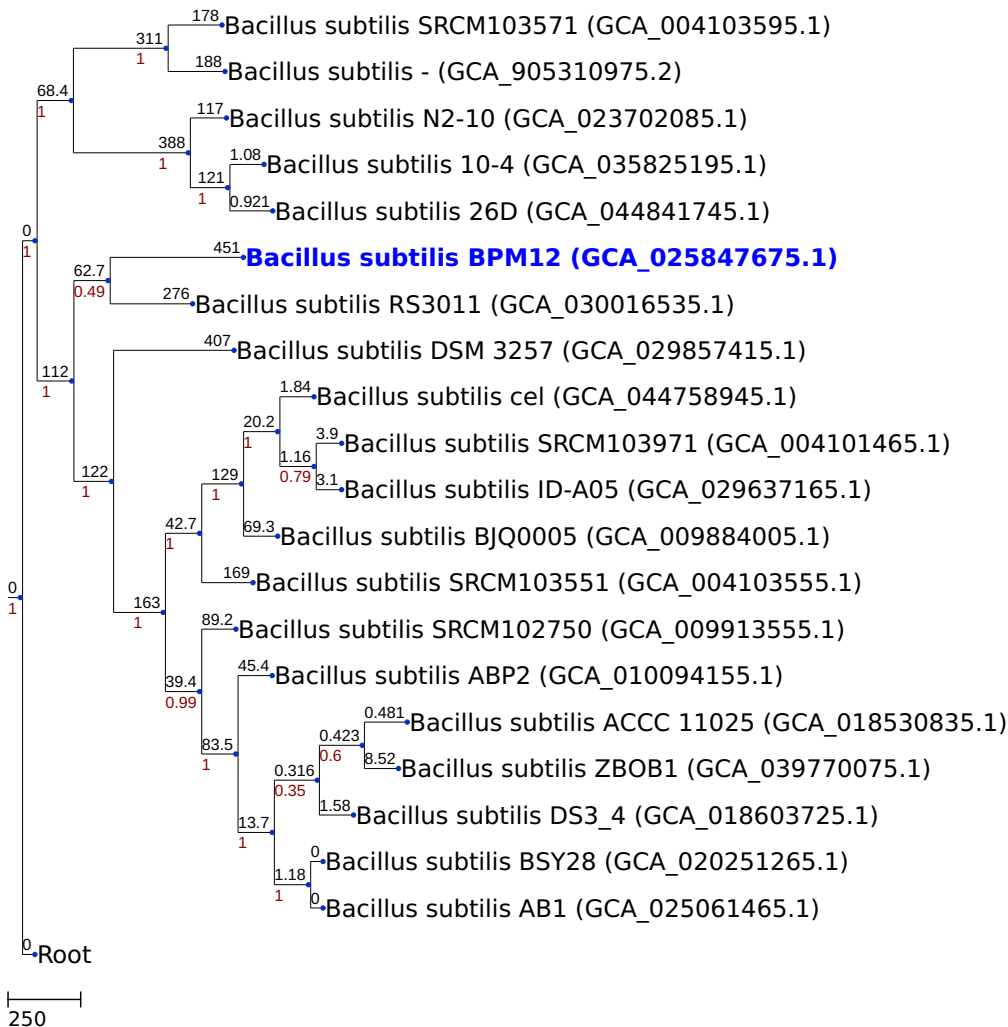 178
Bacillus subtilis SRCM103571 (GCA_004103595.1)
311
1
188
Bacillus subtilis - (GCA_905310975.2)
68.4
1
117
Bacillus subtilis N2-10 (GCA_023702085.1)
388
1
1.08
Bacillus subtilis 10-4 (GCA_035825195.1)
121
1
0.921
Bacillus subtilis 26D (GCA_044841745.1)
0
1
451
Bacillus subtilis BPM12 (GCA_025847675.1)
62.7
0.49
276
Bacillus subtilis RS3011 (GCA_030016535.1)
112
1
407
Bacillus subtilis DSM 3257 (GCA_029857415.1)
1.84
Bacillus subtilis cel (GCA_044758945.1)
20.2
1
3.9
Bacillus subtilis SRCM103971 (GCA_004101465.1)
1.16
0.79
3.1
Bacillus subtilis ID-A05 (GCA_029637165.1)
122
1
129
1
69.3
Bacillus subtilis BJQ0005 (GCA_009884005.1)
42.7
1
169
Bacillus subtilis SRCM103551 (GCA_004103555.1)
0
1
163
1
89.2
Bacillus subtilis SRCM102750 (GCA_009913555.1)
39.4
0.99
45.4
Bacillus subtilis ABP2 (GCA_010094155.1)
0.481
Bacillus subtilis ACCC 11025 (GCA_018530835.1)
83.5
1
0.423
0.6
8.52
Bacillus subtilis ZBOB1 (GCA_039770075.1)
0.316
0.35
1.58
Bacillus subtilis DS3_4 (GCA_018603725.1)
13.7
1
0
Bacillus subtilis BSY28 (GCA_020251265.1)
1.18
1
0
Bacillus subtilis AB1 (GCA_025061465.1)
0
Root
250